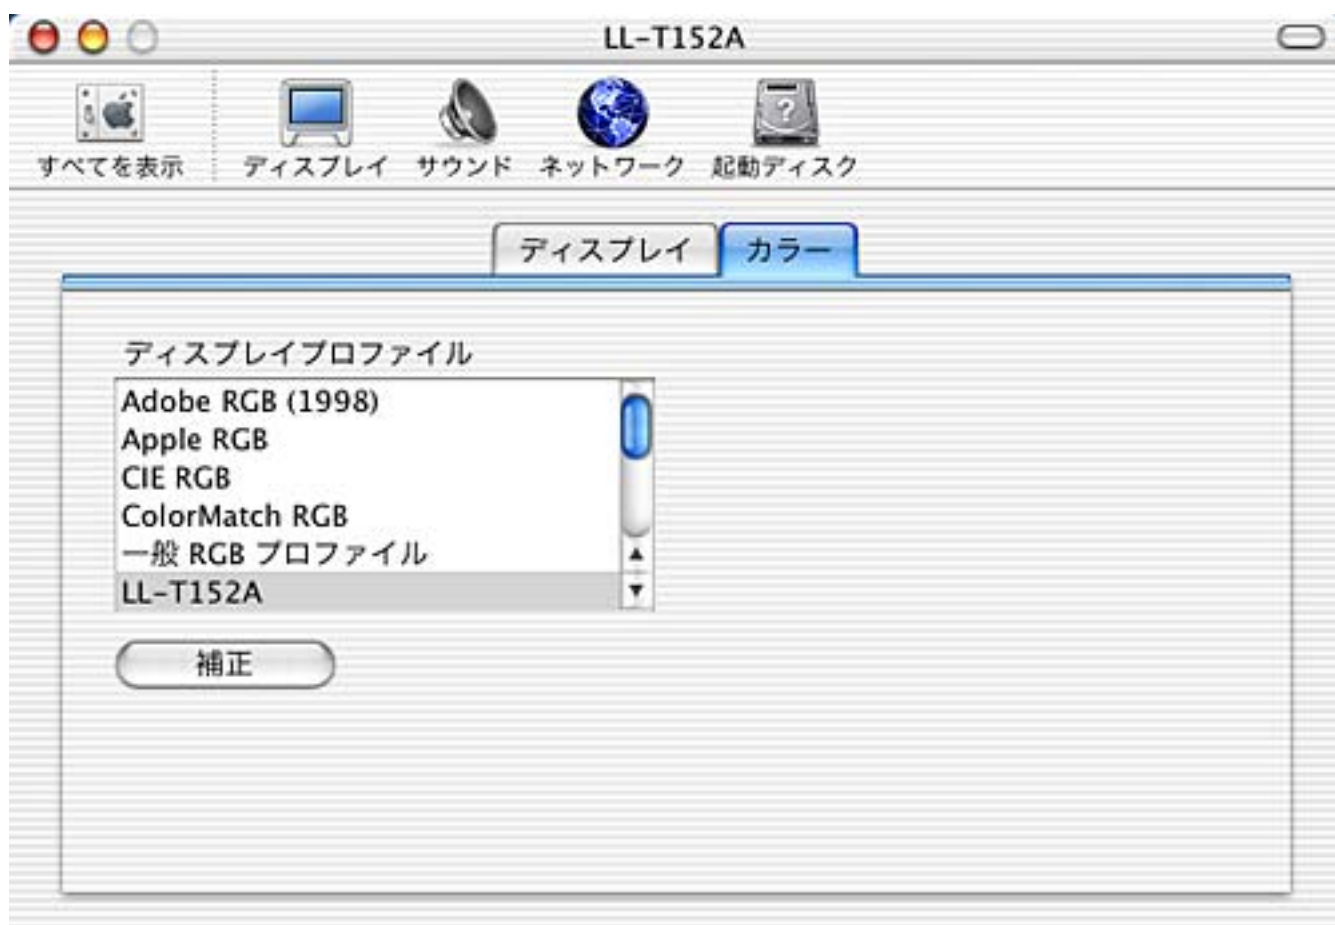 LL-T152A
すべてを表示 ディスプレイ サウンド ネットワーク 起動ディスク
ディスプレイ カラー
ディスプレイプロファイル
Adobe RGB (1998)
Apple RGB
CIE RGB
ColorMatch RGB
一般 RGB プロファイル
LL-T152A
補正